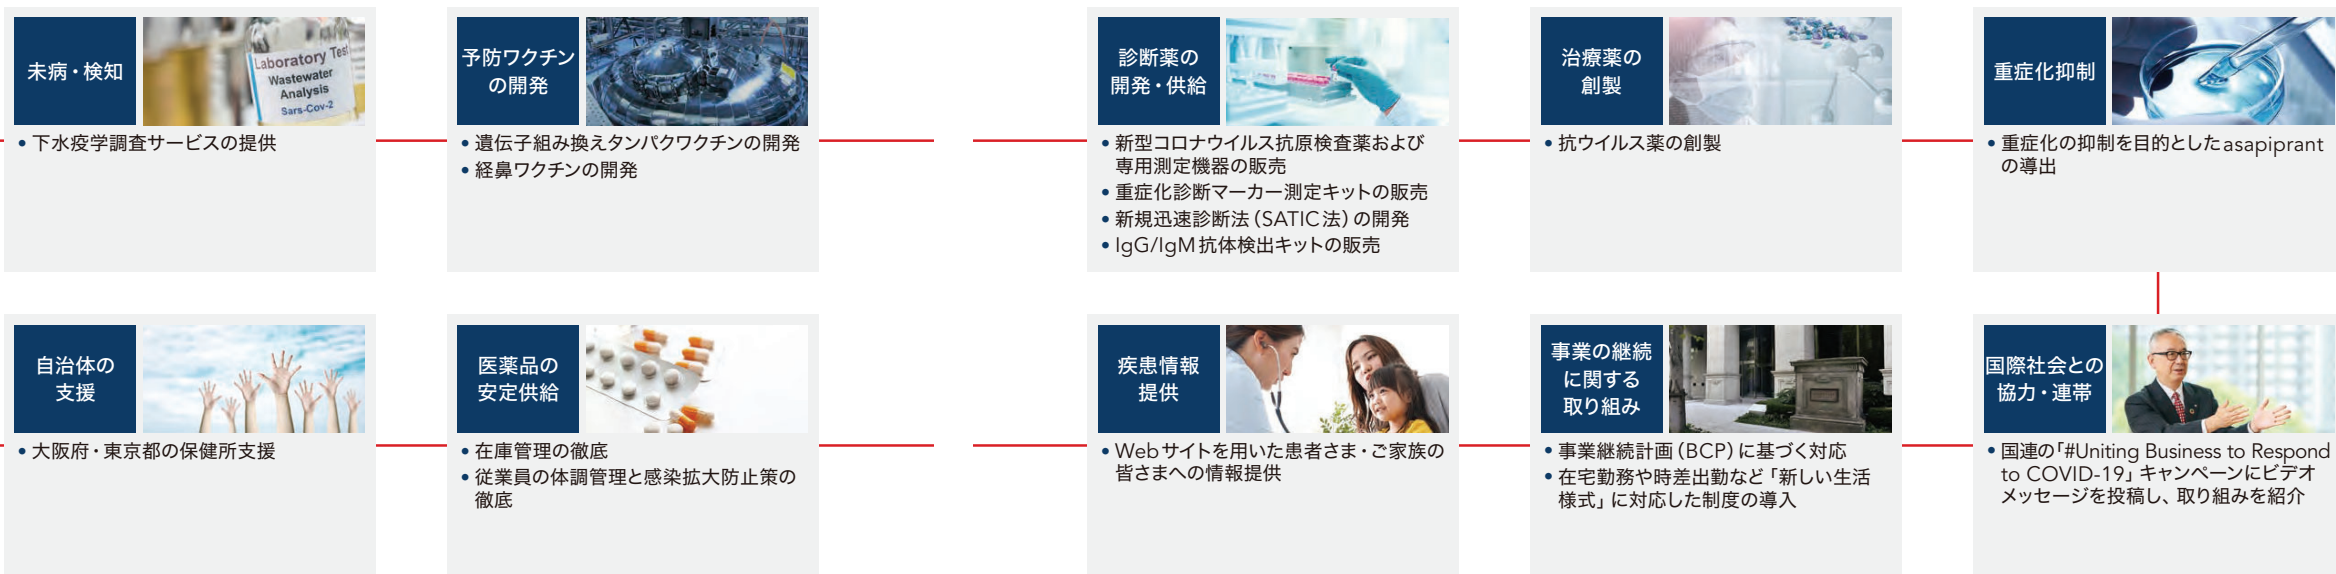 未病・検知
Laboratory Test
Wastewater
Analysis
Sars-Cov-2
• 下水疫学調査サービスの提供
予防ワクチン
の開発
• 遺伝子組み換えタンパクワクチンの開発
• 経鼻ワクチンの開発
診断薬の
開発・供給
• 新型コロナウイルス抗原検査薬および
専用測定機器の販売
• 重症化診断マーカー測定キットの販売
• 新規迅速診断法（SATIC法）の開発
• IgG/IgM抗体検出キットの販売
治療薬の
創製
• 抗ウイルス薬の創製
重症化抑制
• 重症化の抑制を目的としたasapiprant
の導出
自治体の
支援
• 大阪府・東京都の保健所支援
医薬品の
安定供給
• 在庫管理の徹底
• 従業員の体調管理と感染拡大防止策の
徹底
疾患情報
提供
• Webサイトを用いた患者さま・ご家族の
皆さまへの情報提供
事業の継続
に関する
取り組み
• 事業継続計画（BCP）に基づく対応
• 在宅勤務や時差出勤など「新しい生活
様式」に対応した制度の導入
国際社会との
協力・連帯
• 国連の「#Uniting Business to Respond
to COVID-19」キャンペーンにビデオ
メッセージを投稿し、取り組みを紹介